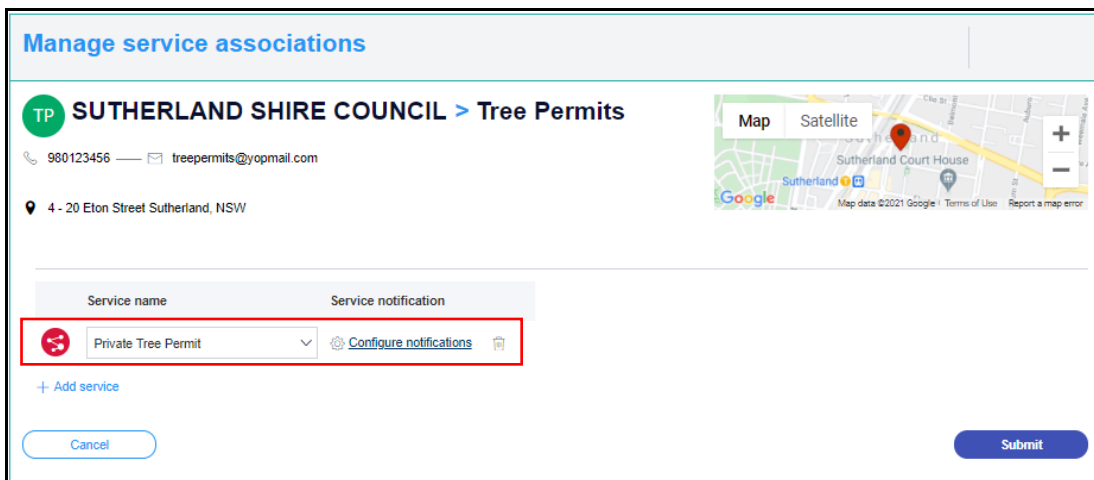 Manage service associations
TP
SUTHERLAND SHIRE COUNCIL > Tree Permits
980123456
treepermits@yopmail.com
4 - 20 Eton Street Sutherland, NSW
Map
Satellite
Sutherland Court House
Sutherland
Google
Map data ©2021 Google
Terms of Use
Report a map error
Service name
Service notification
Private Tree Permit
Configure notifications
+ Add service
Cancel
Submit